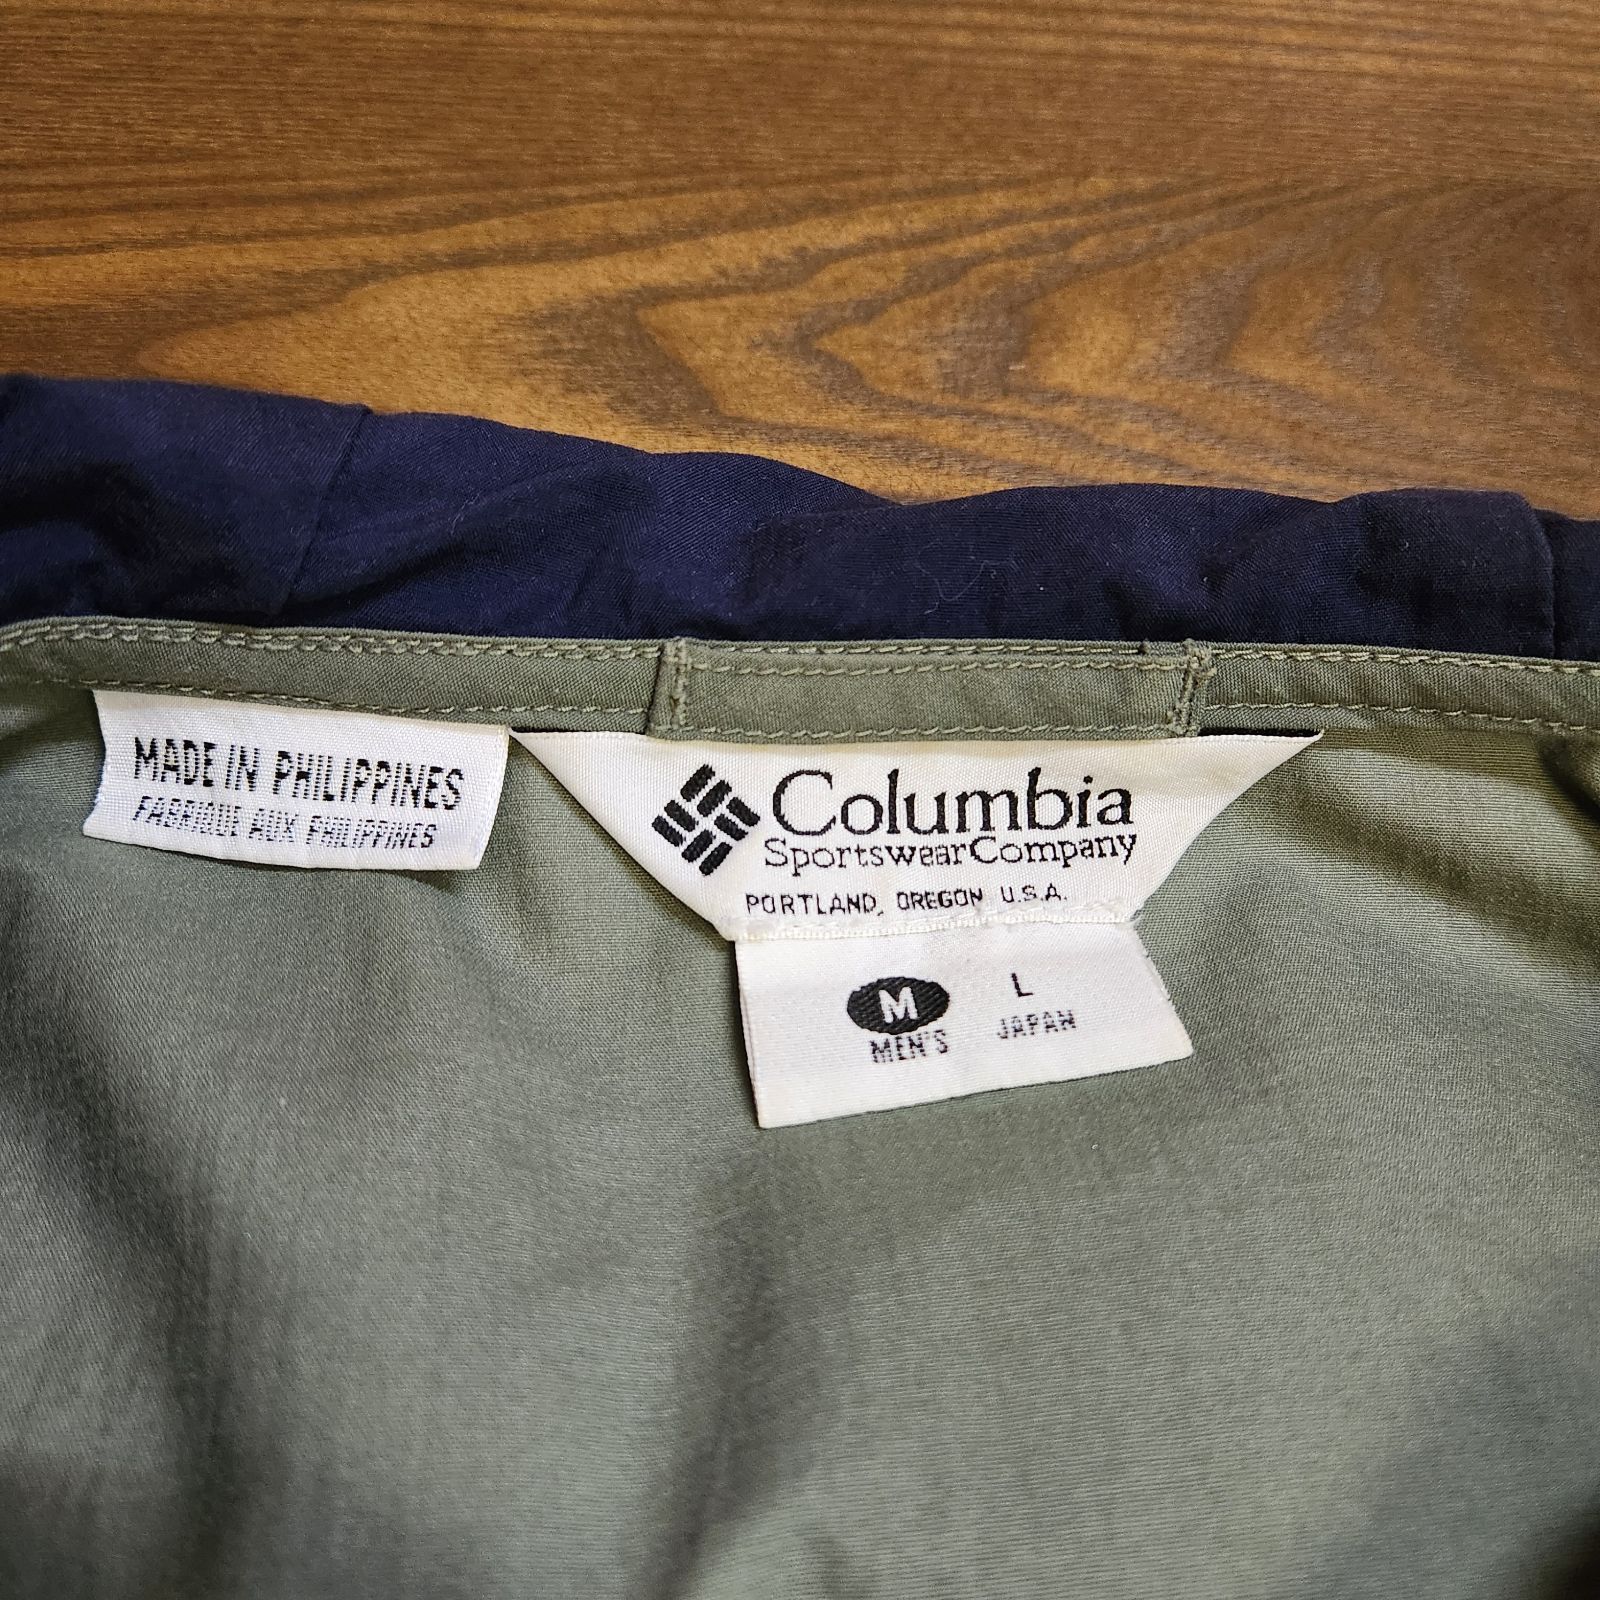 MADE IN PHILIPPINES
FABRIQUE AUX PHILIPPINES
Columbia
SportswearCompany
PORTLAND, OREGON U.S.A.
M L
MEN'S JAPAN